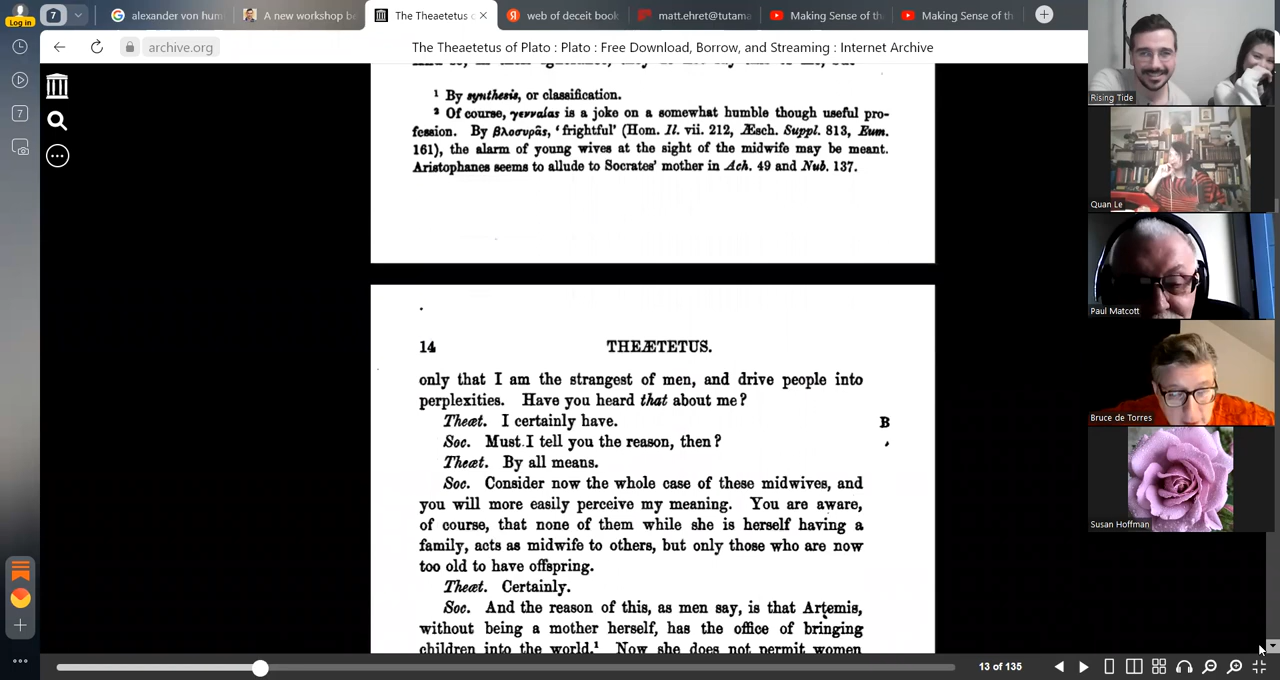 Log in
7
alexander von hum
A new workshop be
The Theaetetus c
web of deceit book
matt.ehret@tutama
Making Sense of th
Making Sense of th
archive.org
The Theaetetus of Plato : Plato : Free Download, Borrow, and Streaming : Internet Archive
7
¹ By synthesis, or classification.
² Of course, γενναίας is a joke on a somewhat humble though useful pro-
fession. By βλοσυρᾶς, ‘frightful’ (Hom. Il. vii. 212, Æsch. Suppl. 813, Eum.
161), the alarm of young wives at the sight of the midwife may be meant.
Aristophanes seems to allude to Socrates’ mother in Ach. 49 and Nub. 137.
14
THEÆTETUS.
only that I am the strangest of men, and drive people into
perplexities. Have you heard that about me?
Theæt. I certainly have.
B
Soc. Must I tell you the reason, then?
Theæt. By all means.
Soc. Consider now the whole case of these midwives, and
you will more easily perceive my meaning. You are aware,
of course, that none of them while she is herself having a
family, acts as midwife to others, but only those who are now
too old to have offspring.
Theæt. Certainly.
Soc. And the reason of this, as men say, is that Artemis,
without being a mother herself, has the office of bringing
children into the world.¹ Now she does not permit women
13 of 135
Rising Tide
Quan Le
Paul Matcott
Bruce de Torres
Susan Hoffman